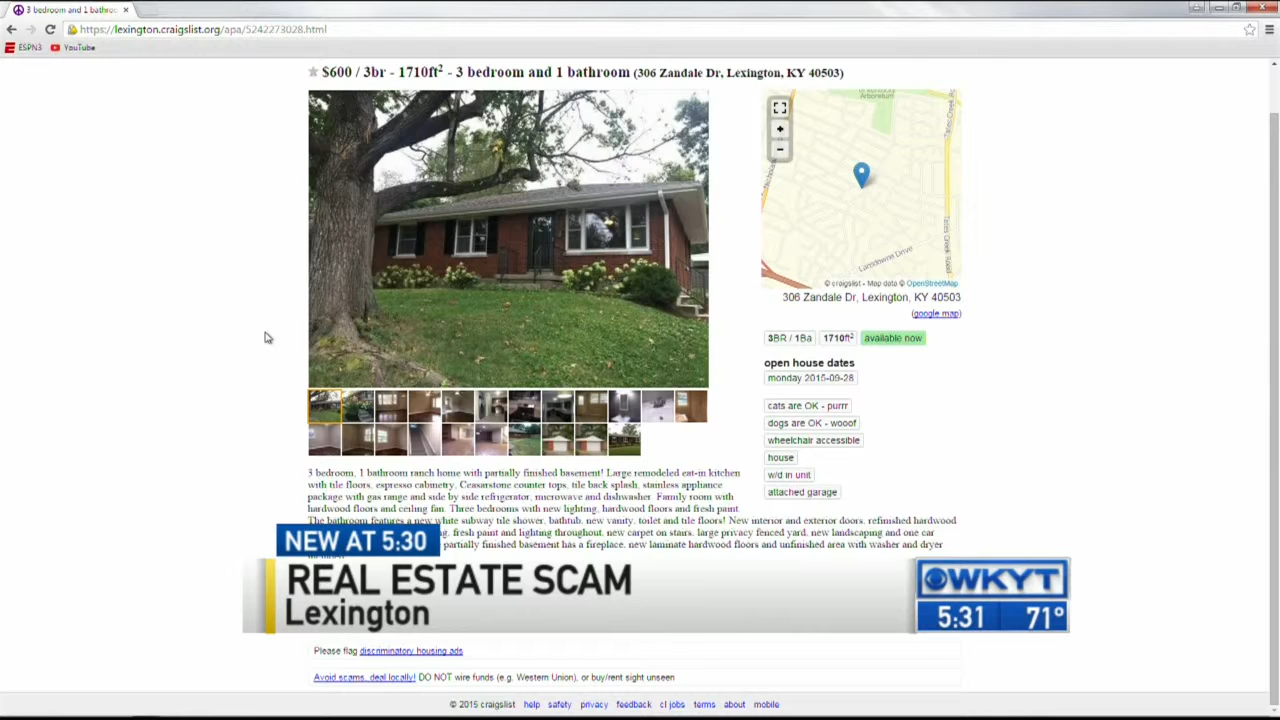 3 bedroom and 1 bathro
https://lexington.craigslist.org/apa/5242273028.html
ESPN3 YouTube
$600 / 3br - 1710ft² - 3 bedroom and 1 bathroom (306 Zandale Dr, Lexington, KY 40503)
Arboretum
+
−
Lansdowne Drive
© craigslist - Map data © OpenStreetMap
306 Zandale Dr, Lexington, KY 40503
(google map)
3BR / 1Ba 1710ft² available now
open house dates
monday 2015-09-28
cats are OK - purrr
dogs are OK - wooof
wheelchair accessible
house
w/d in unit
attached garage
3 bedroom, 1 bathroom ranch home with partially finished basement! Large remodeled eat-in kitchen
with tile floors, espresso cabinetry, Ceasarstone counter tops, tile back splash, stainless appliance
package with gas range and side by side refrigerator, microwave and dishwasher. Family room with
hardwood floors and ceiling fan. Three bedrooms with new lighting, hardwood floors and fresh paint.
The bathroom features a new white subway tile shower, bathtub, new vanity, toilet and tile floors! New interior and exterior doors, refinished hardwood
fresh paint and lighting throughout, new carpet on stairs, large privacy fenced yard, new landscaping and one car
partially finished basement has a fireplace, new laminate hardwood floors and unfinished area with washer and dryer
NEW AT 5:30
REAL ESTATE SCAM
Lexington
WKYT
5:31 71°
Please flag discriminatory housing ads
Avoid scams, deal locally! DO NOT wire funds (e.g. Western Union), or buy/rent sight unseen
© 2015 craigslist help safety privacy feedback cl jobs terms about mobile